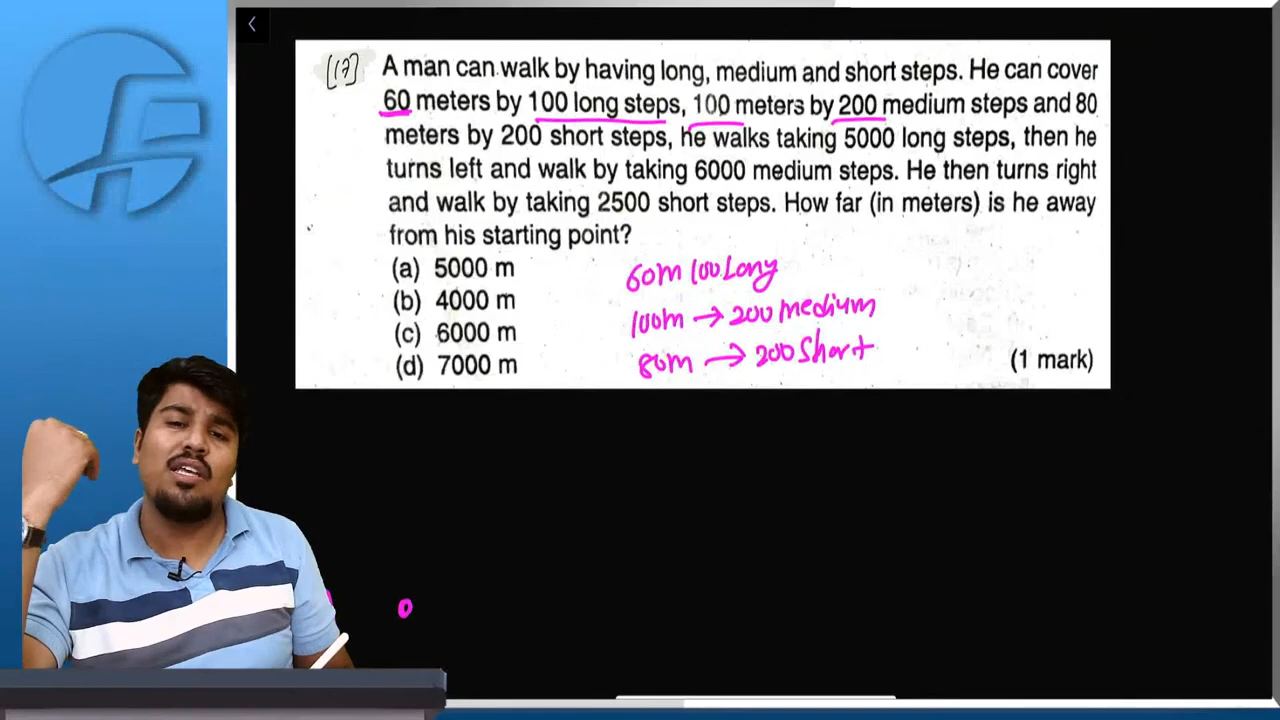 [17] A man can walk by having long, medium and short steps. He can cover
60 meters by 100 long steps, 100 meters by 200 medium steps and 80
meters by 200 short steps, he walks taking 5000 long steps, then he
turns left and walk by taking 6000 medium steps. He then turns right
and walk by taking 2500 short steps. How far (in meters) is he away
from his starting point?
(a) 5000 m
(b) 4000 m
(c) 6000 m
(d) 7000 m
(1 mark)
60m 100 Long
100m → 200 medium
80m → 200 Short
0